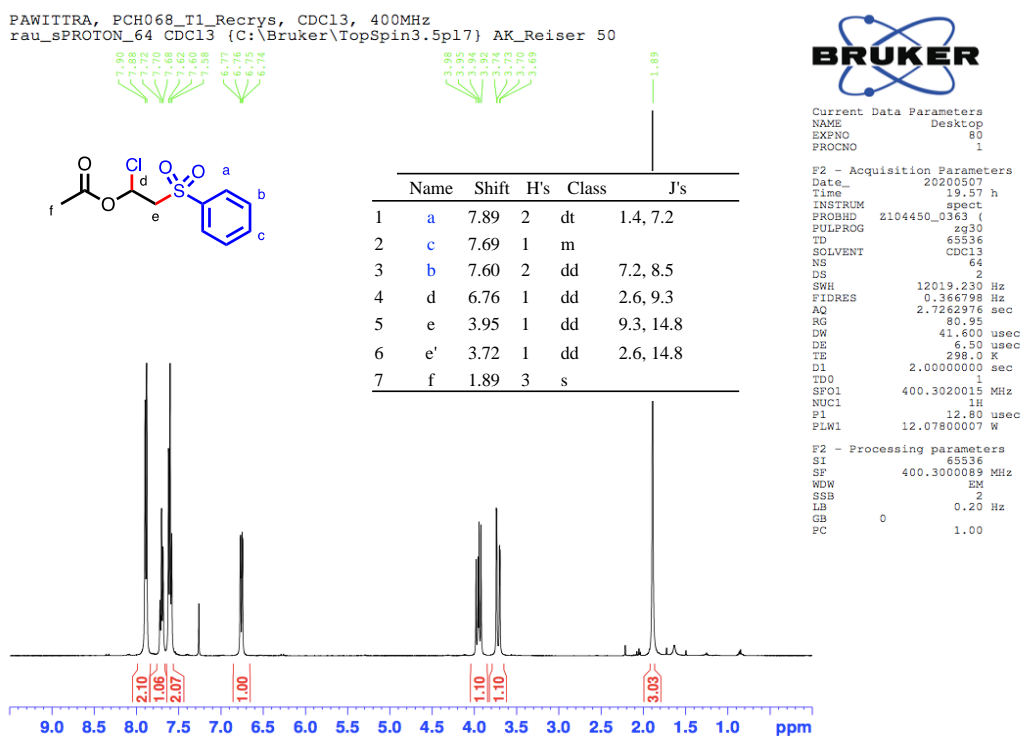 PAWITTRA, PCH068_T1_Recrys, CDCl3, 400MHz
rau_sPROTON_64 CDCl3 {C:\Bruker\TopSpin3.5pl7} AK_Reiser 50
7.90
7.88
7.72
7.70
7.68
7.62
7.60
7.58
6.77
6.76
6.75
6.74
3.98
3.95
3.94
3.92
3.74
3.73
3.70
3.69
1.89
BRUKER
Current Data Parameters
NAME Desktop
EXPNO 80
PROCNO 1
F2 - Acquisition Parameters
Date_ 20200507
Time 19.57 h
INSTRUM spect
PROBHD Z104450_0363 (
PULPROG zg30
TD 65536
SOLVENT CDCl3
NS 64
DS 2
SWH 12019.230 Hz
FIDRES 0.366798 Hz
AQ 2.7262976 sec
RG 80.95
DW 41.600 usec
DE 6.50 usec
TE 298.0 K
D1 2.00000000 sec
TD0 1
SFO1 400.3020015 MHz
NUC1 1H
P1 12.80 usec
PLW1 12.07800007 W
F2 - Processing parameters
SI 65536
SF 400.3000089 MHz
WDW EM
SSB 2
LB 0.20 Hz
GB 0
PC 1.00
O Cl O O a
d S b
f O e c
Name Shift H's Class J's
1 a 7.89 2 dt 1.4, 7.2
2 c 7.69 1 m
3 b 7.60 2 dd 7.2, 8.5
4 d 6.76 1 dd 2.6, 9.3
5 e 3.95 1 dd 9.3, 14.8
6 e' 3.72 1 dd 2.6, 14.8
7 f 1.89 3 s
2.10
1.06
2.07
1.00
1.10
1.10
3.03
9.0 8.5 8.0 7.5 7.0 6.5 6.0 5.5 5.0 4.5 4.0 3.5 3.0 2.5 2.0 1.5 1.0 ppm